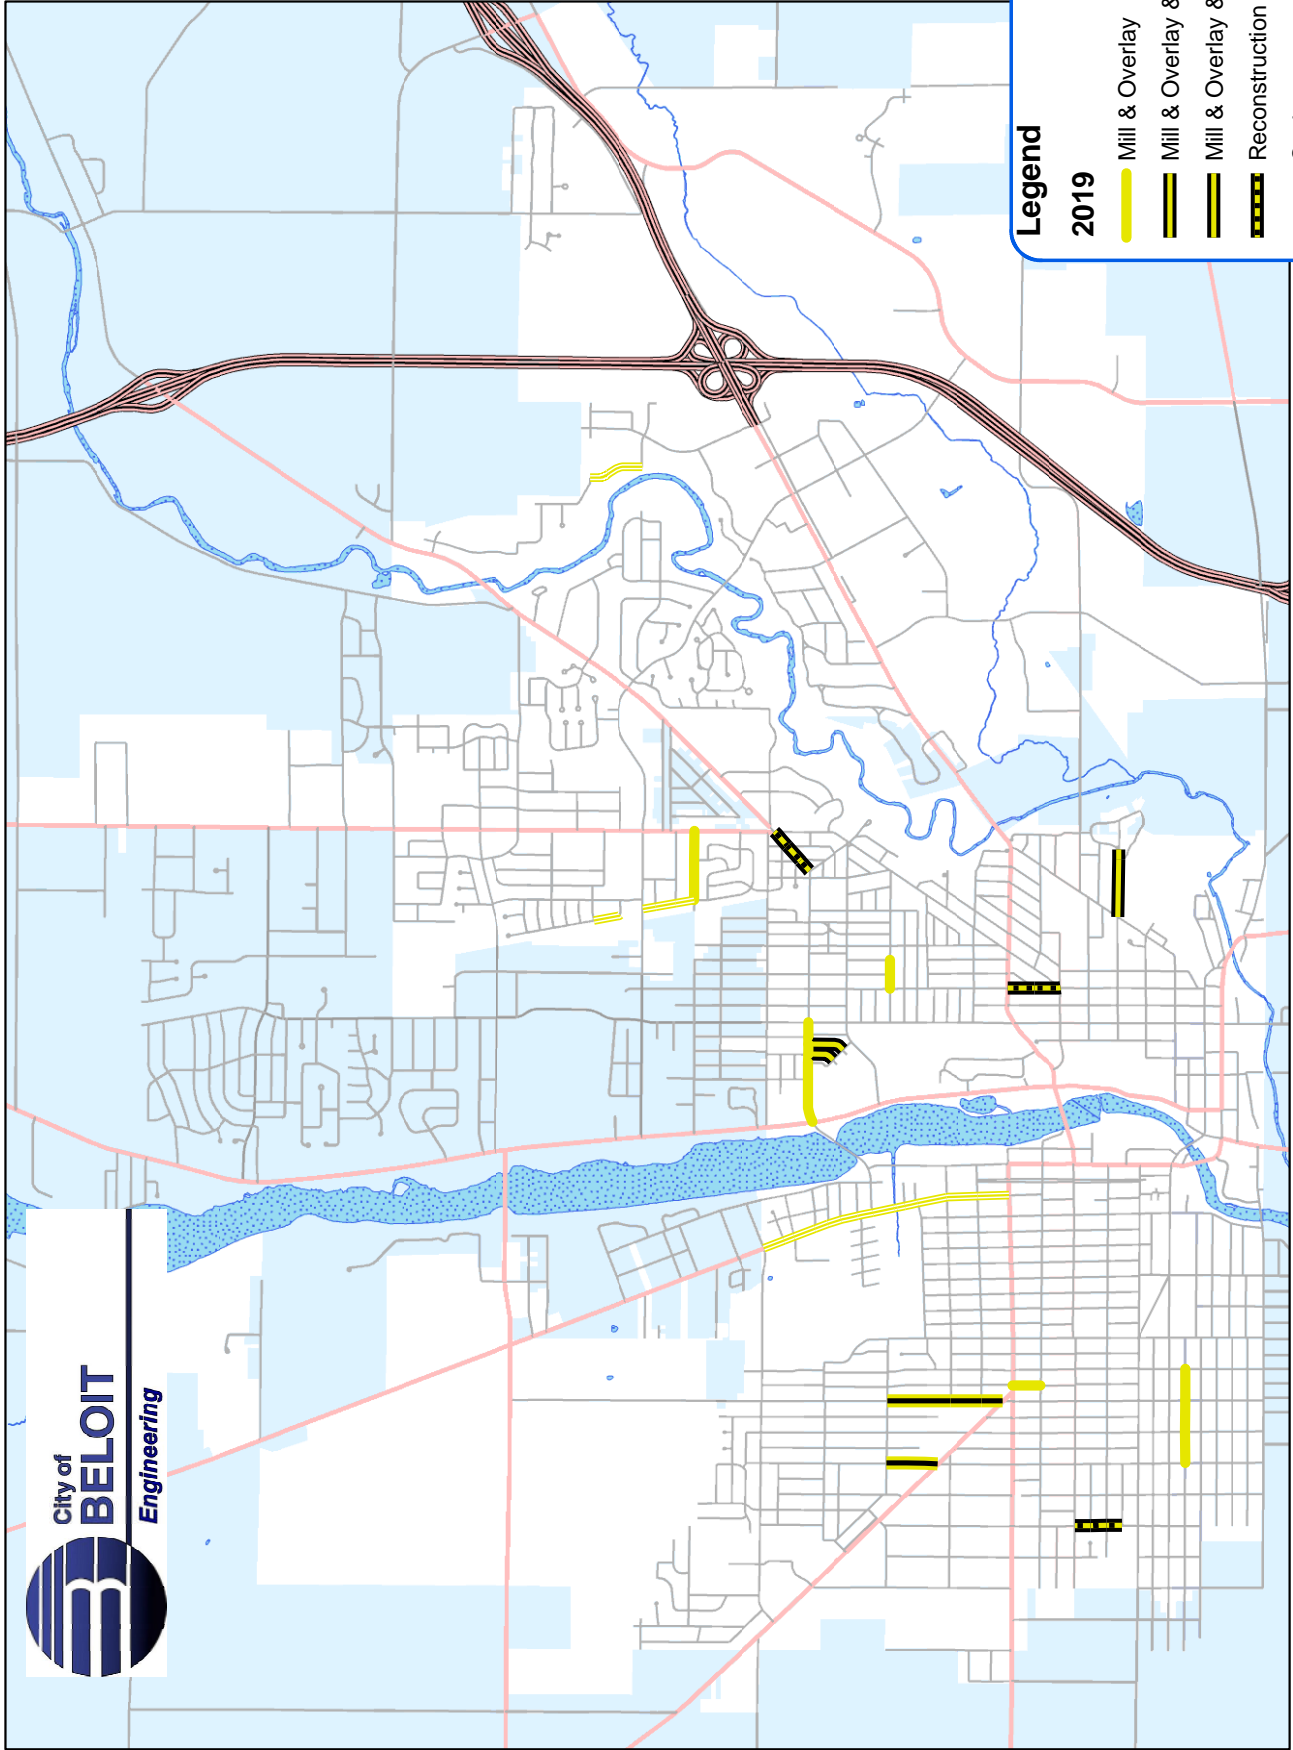 City of
BELOIT
Engineering
Legend
2019
Mill & Overlay
Mill & Overlay &
Mill & Overlay &
Reconstruction